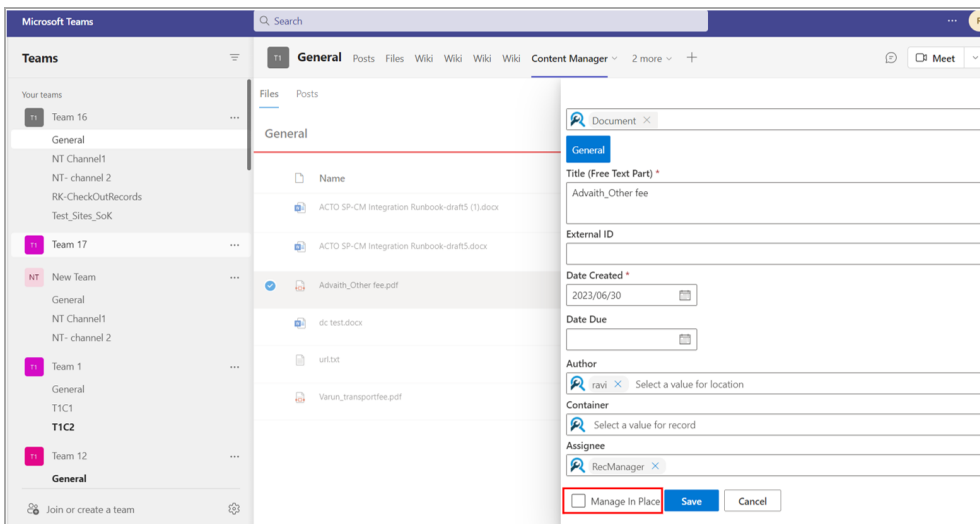 Microsoft Teams
Search
Teams
Your teams
T1 Team 16
General
NT Channel1
NT- channel 2
RK-CheckOutRecords
Test_Sites_SoK
T1 Team 17
NT New Team
General
NT Channel1
NT- channel 2
T1 Team 1
General
T1C1
T1C2
T1 Team 12
General
Join or create a team
T1 General Posts Files Wiki Wiki Wiki Wiki Content Manager 2 more
Meet
Files Posts
General
Name
ACTO SP-CM Integration Runbook-draft5 (1).docx
ACTO SP-CM Integration Runbook-draft5.docx
Advaith_Other fee.pdf
dc test.docx
url.txt
Varun_transportfee.pdf
Document
General
Title (Free Text Part) *
Advaith_Other fee
External ID
Date Created *
2023/06/30
Date Due
Author
ravi Select a value for location
Container
Select a value for record
Assignee
RecManager
Manage In Place Save Cancel